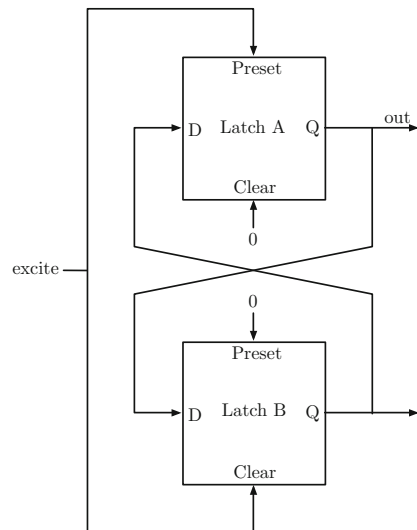 Preset
D Latch A Q
out
Clear
0
excite
0
Preset
D Latch B Q
Clear